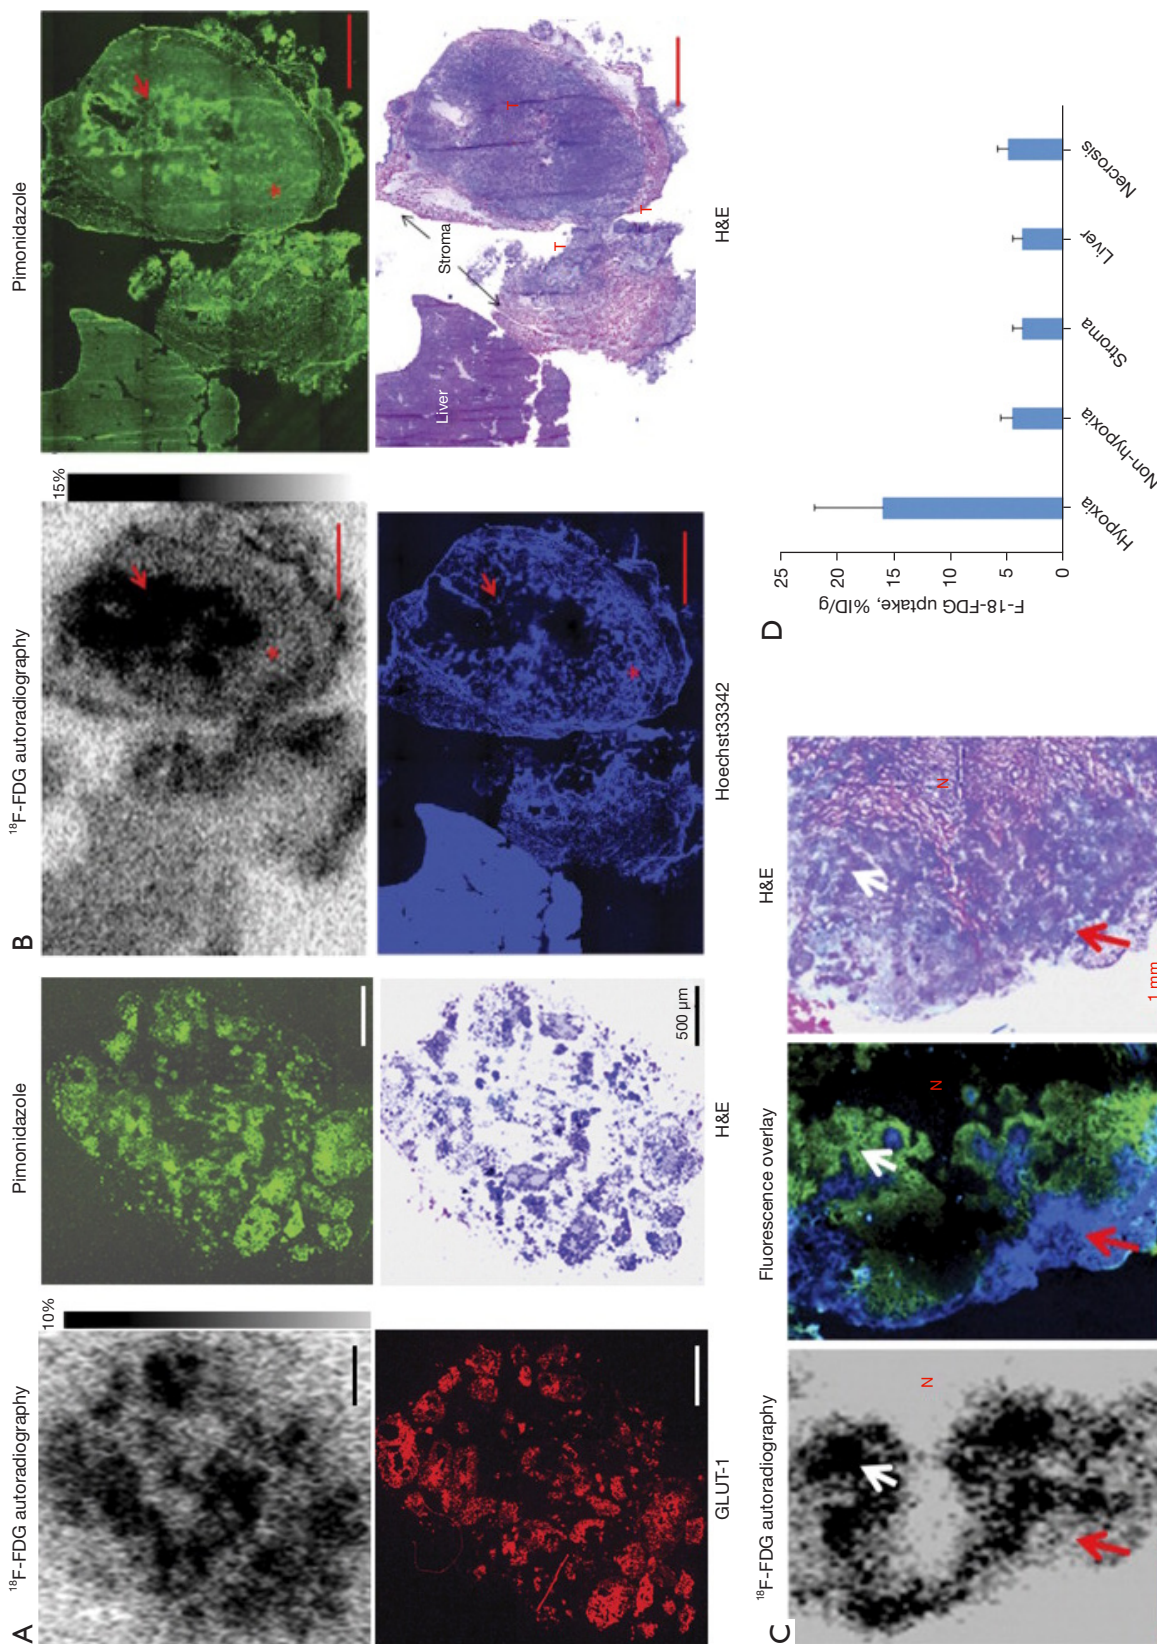 A
¹⁸F-FDG autoradiography
10%
Pimonidazole
GLUT-1
H&E
500 μm
B
¹⁸F-FDG autoradiography
15%
Pimonidazole
*
*
Hoechst33342
*
H&E
Liver
Stroma
T
T
T
C
¹⁸F-FDG autoradiography
N
Fluorescence overlay
N
H&E
N
1 mm
D
F-18-FDG uptake, %ID/g
25
20
15
10
5
0
Hypoxia
Non-hypoxia
Stroma
Liver
Necrosis